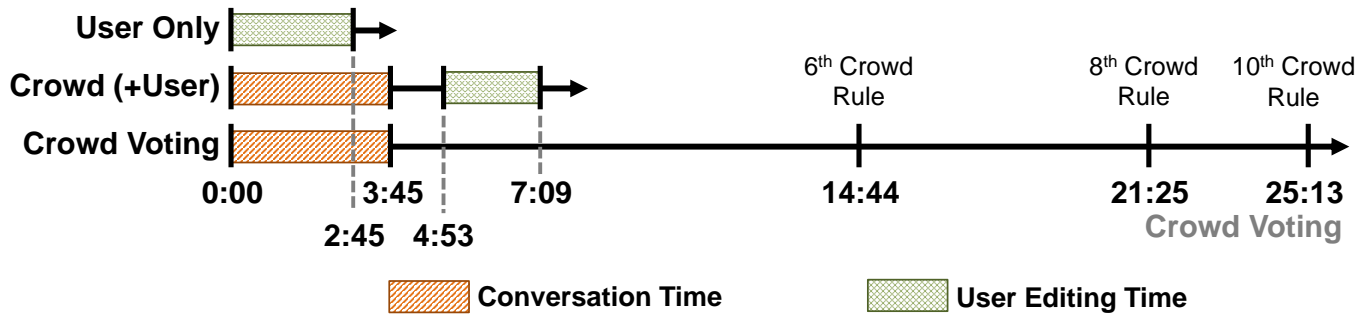 User Only
Crowd (+User)
6th Crowd Rule
8th Crowd Rule
10th Crowd Rule
Crowd Voting
0:00
3:45
7:09
14:44
21:25
25:13
2:45
4:53
Crowd Voting
Conversation Time
User Editing Time